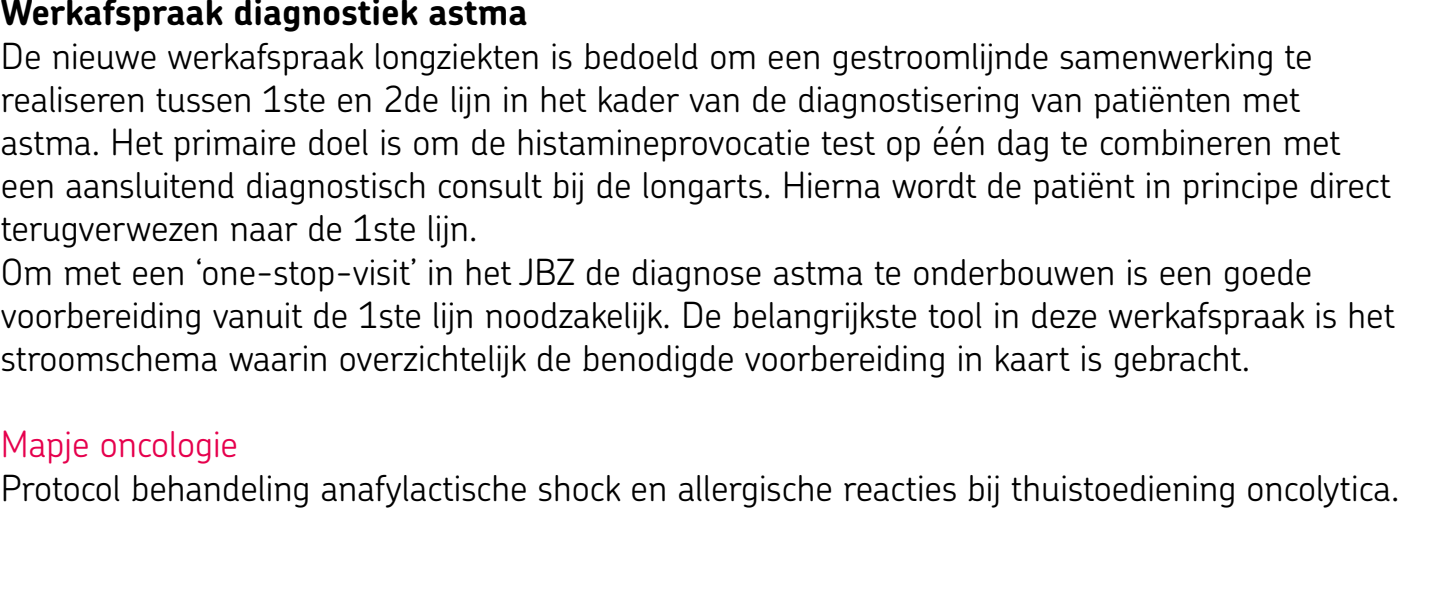 Werkafspraak diagnostiek astma
De nieuwe werkafspraak longziekten is bedoeld om een gestroomlijnde samenwerking te
realiseren tussen 1ste en 2de lijn in het kader van de diagnostisering van patiënten met
astma. Het primaire doel is om de histamineprovocatie test op één dag te combineren met
een aansluitend diagnostisch consult bij de longarts. Hierna wordt de patiënt in principe direct
terugverwezen naar de 1ste lijn.
Om met een ‘one-stop-visit’ in het JBZ de diagnose astma te onderbouwen is een goede
voorbereiding vanuit de 1ste lijn noodzakelijk. De belangrijkste tool in deze werkafspraak is het
stroomschema waarin overzichtelijk de benodigde voorbereiding in kaart is gebracht.
Mapje oncologie
Protocol behandeling anafylactische shock en allergische reacties bij thuistoediening oncolytica.